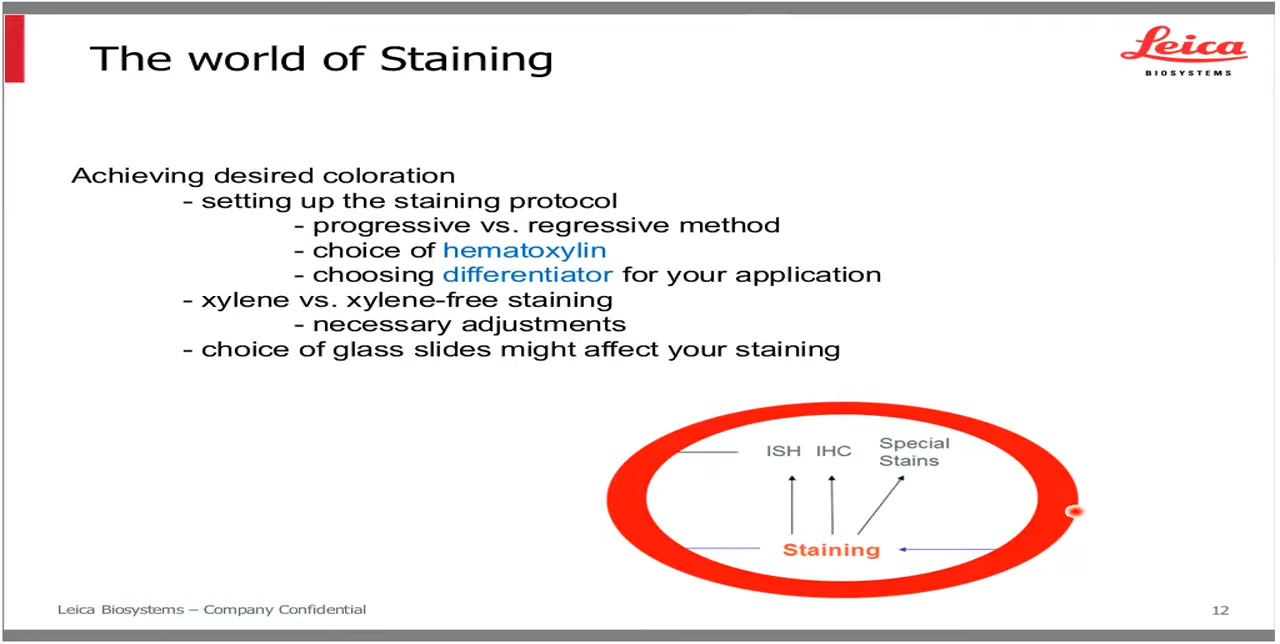 The world of Staining
Leica
BIOSYSTEMS
Achieving desired coloration
- setting up the staining protocol
- progressive vs. regressive method
- choice of hematoxylin
- choosing differentiator for your application
- xylene vs. xylene-free staining
- necessary adjustments
- choice of glass slides might affect your staining
ISH IHC Special
Stains
Staining
Leica Biosystems – Company Confidential
12